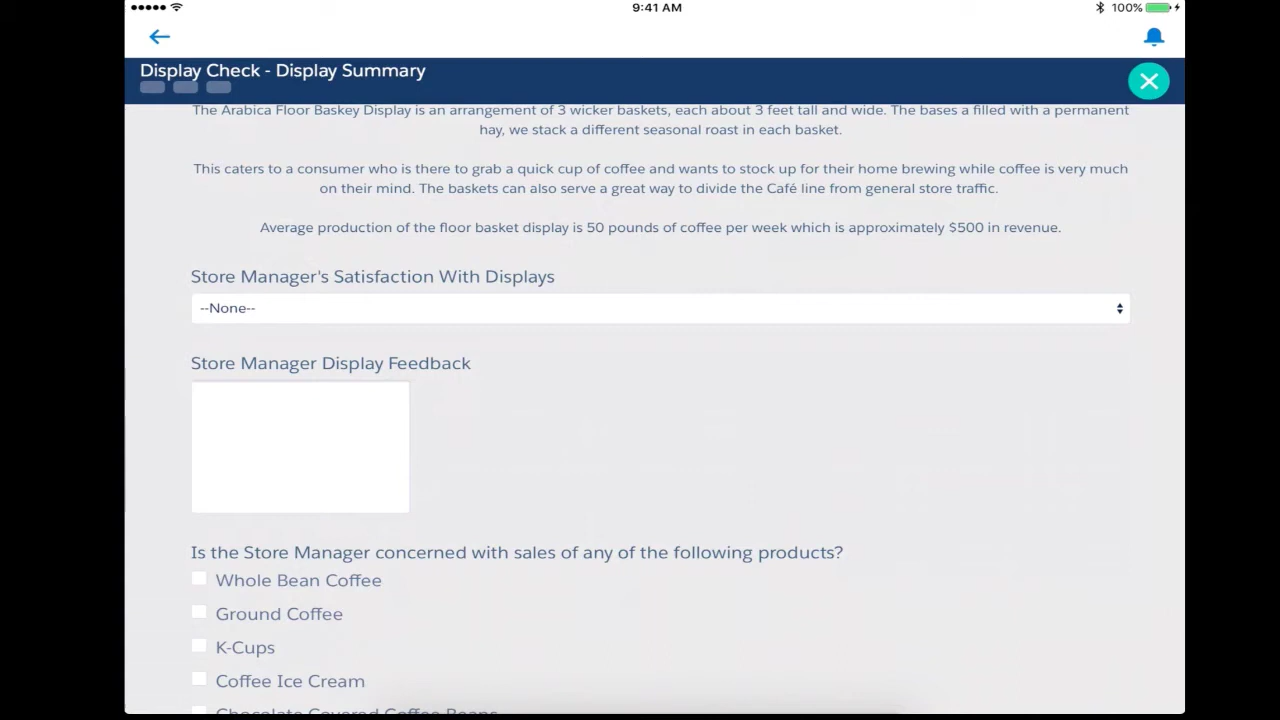 9:41 AM
100%
Display Check - Display Summary
The Arabica Floor Baskey Display is an arrangement of 3 wicker baskets, each about 3 feet tall and wide. The bases a filled with a permanent
hay, we stack a different seasonal roast in each basket.
This caters to a consumer who is there to grab a quick cup of coffee and wants to stock up for their home brewing while coffee is very much
on their mind. The baskets can also serve a great way to divide the Café line from general store traffic.
Average production of the floor basket display is 50 pounds of coffee per week which is approximately $500 in revenue.
Store Manager's Satisfaction With Displays
--None--
Store Manager Display Feedback
Is the Store Manager concerned with sales of any of the following products?
Whole Bean Coffee
Ground Coffee
K-Cups
Coffee Ice Cream
Chocolate Covered Coffee Beans